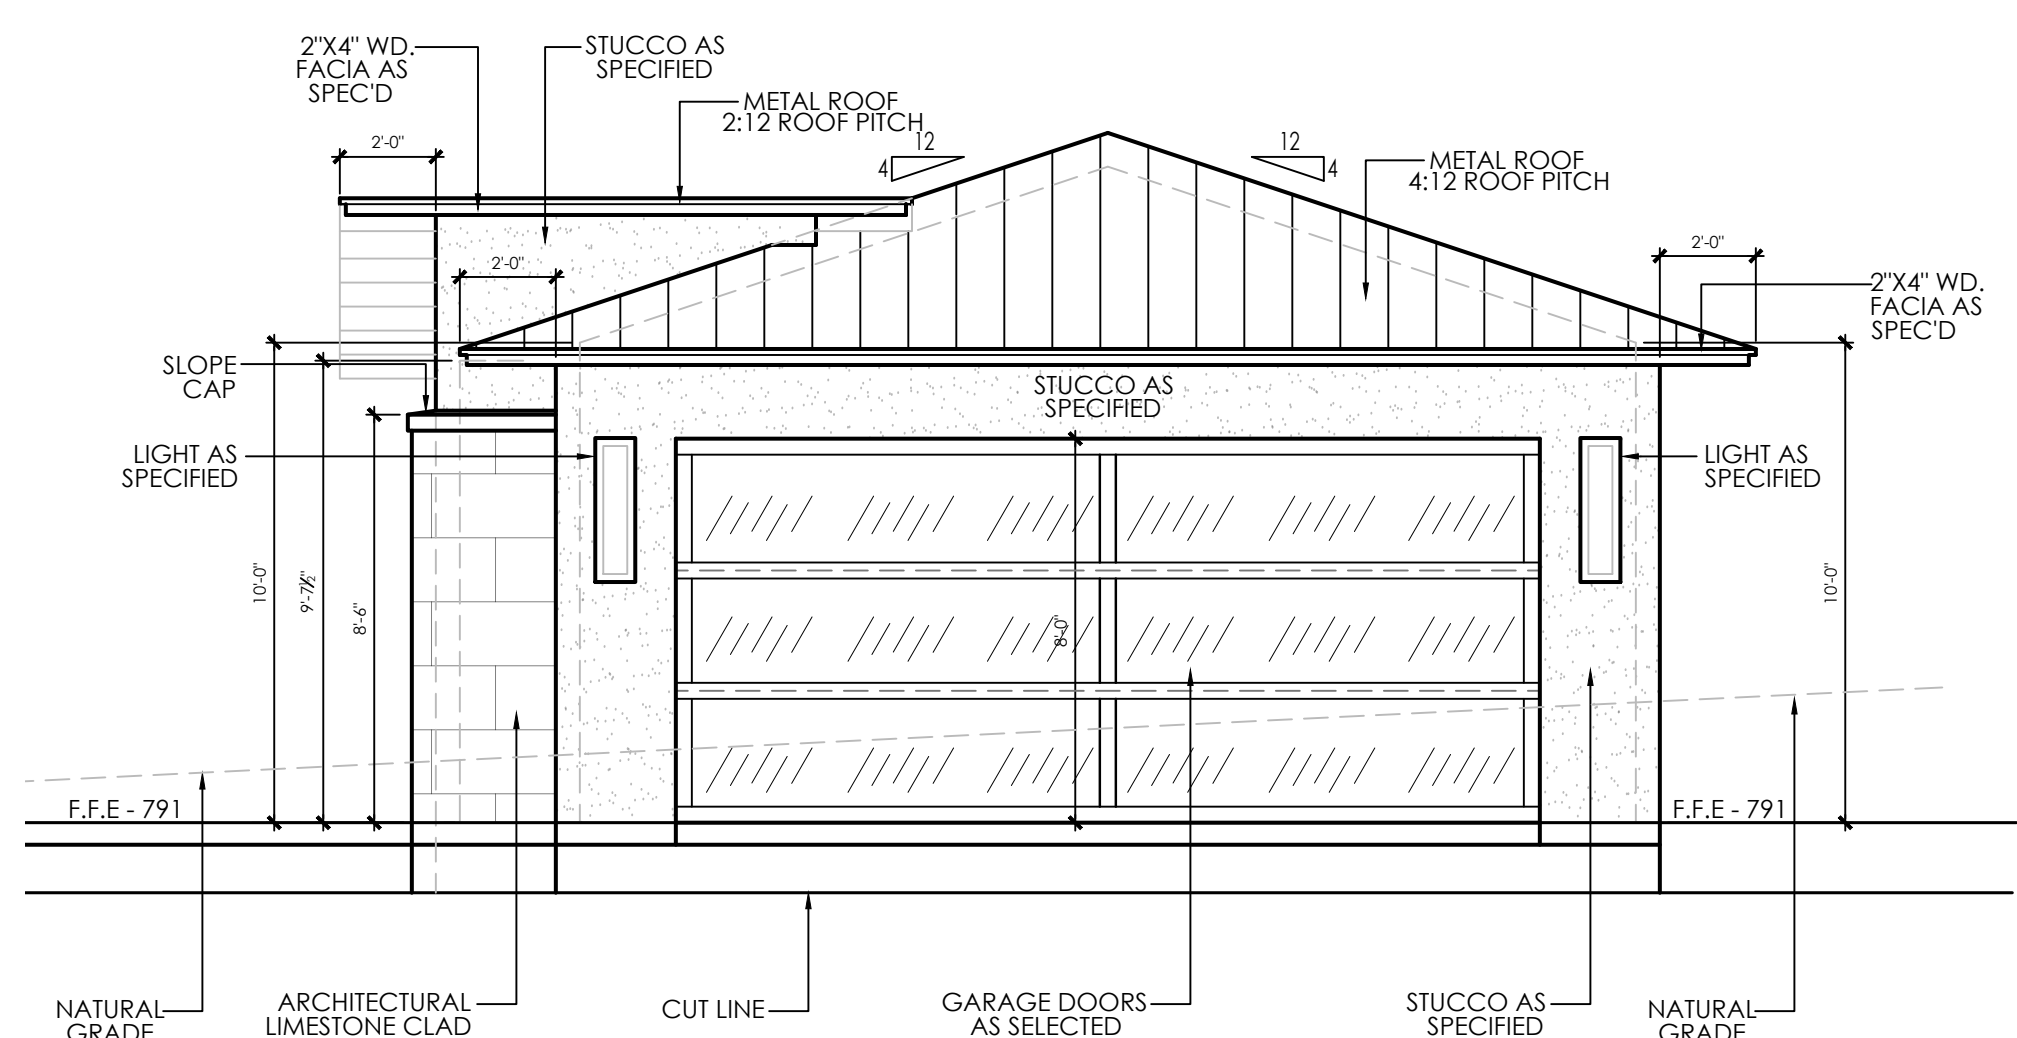 2"X4" WD.
FACIA AS
SPEC'D
STUCCO AS
SPECIFIED
METAL ROOF
2:12 ROOF PITCH
2'-0"
12
4
12
4
METAL ROOF
4:12 ROOF PITCH
2'-0"
2'-0"
2"X4" WD.
FACIA AS
SPEC'D
SLOPE
CAP
STUCCO AS
SPECIFIED
LIGHT AS
SPECIFIED
LIGHT AS
SPECIFIED
10'-0"
9'-7½"
8'-6"
8'-0"
10'-0"
F.F.E - 791
F.F.E - 791
NATURAL
GRADE
ARCHITECTURAL
LIMESTONE CLAD
CUT LINE
GARAGE DOORS
AS SELECTED
STUCCO AS
SPECIFIED
NATURAL
GRADE